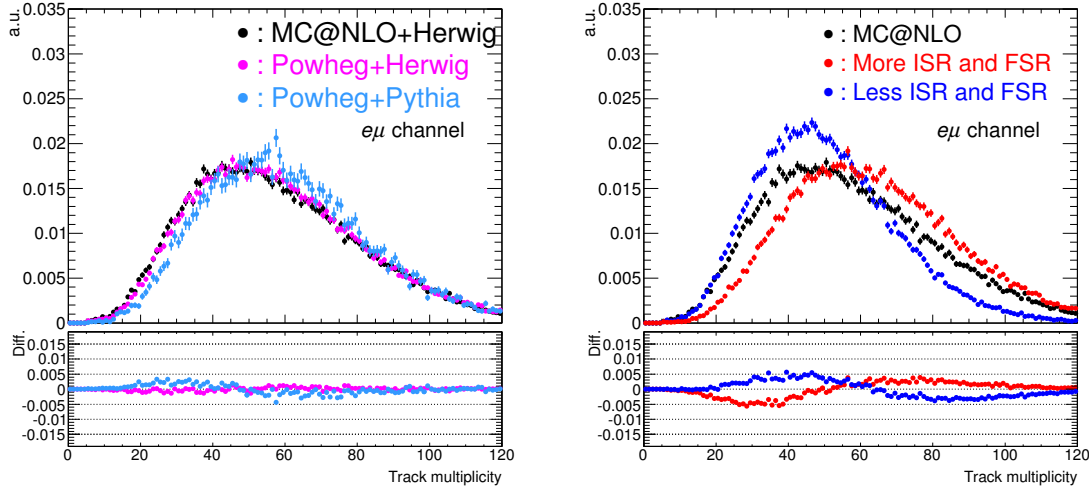 a.u.
0.035
0.03
0.025
0.02
0.015
0.01
0.005
0
MC@NLO+Herwig
: Powheg+Herwig
: Powheg+Pythia
eμ channel
Diff.
0.015
0.01
0.005
0
-0.005
-0.01
-0.015
0 20 40 60 80 100 120
Track multiplicity
a.u.
0.035
0.03
0.025
0.02
0.015
0.01
0.005
0
: MC@NLO
: More ISR and FSR
: Less ISR and FSR
eμ channel
Diff.
0.015
0.01
0.005
0
-0.005
-0.01
-0.015
0 20 40 60 80 100 120
Track multiplicity